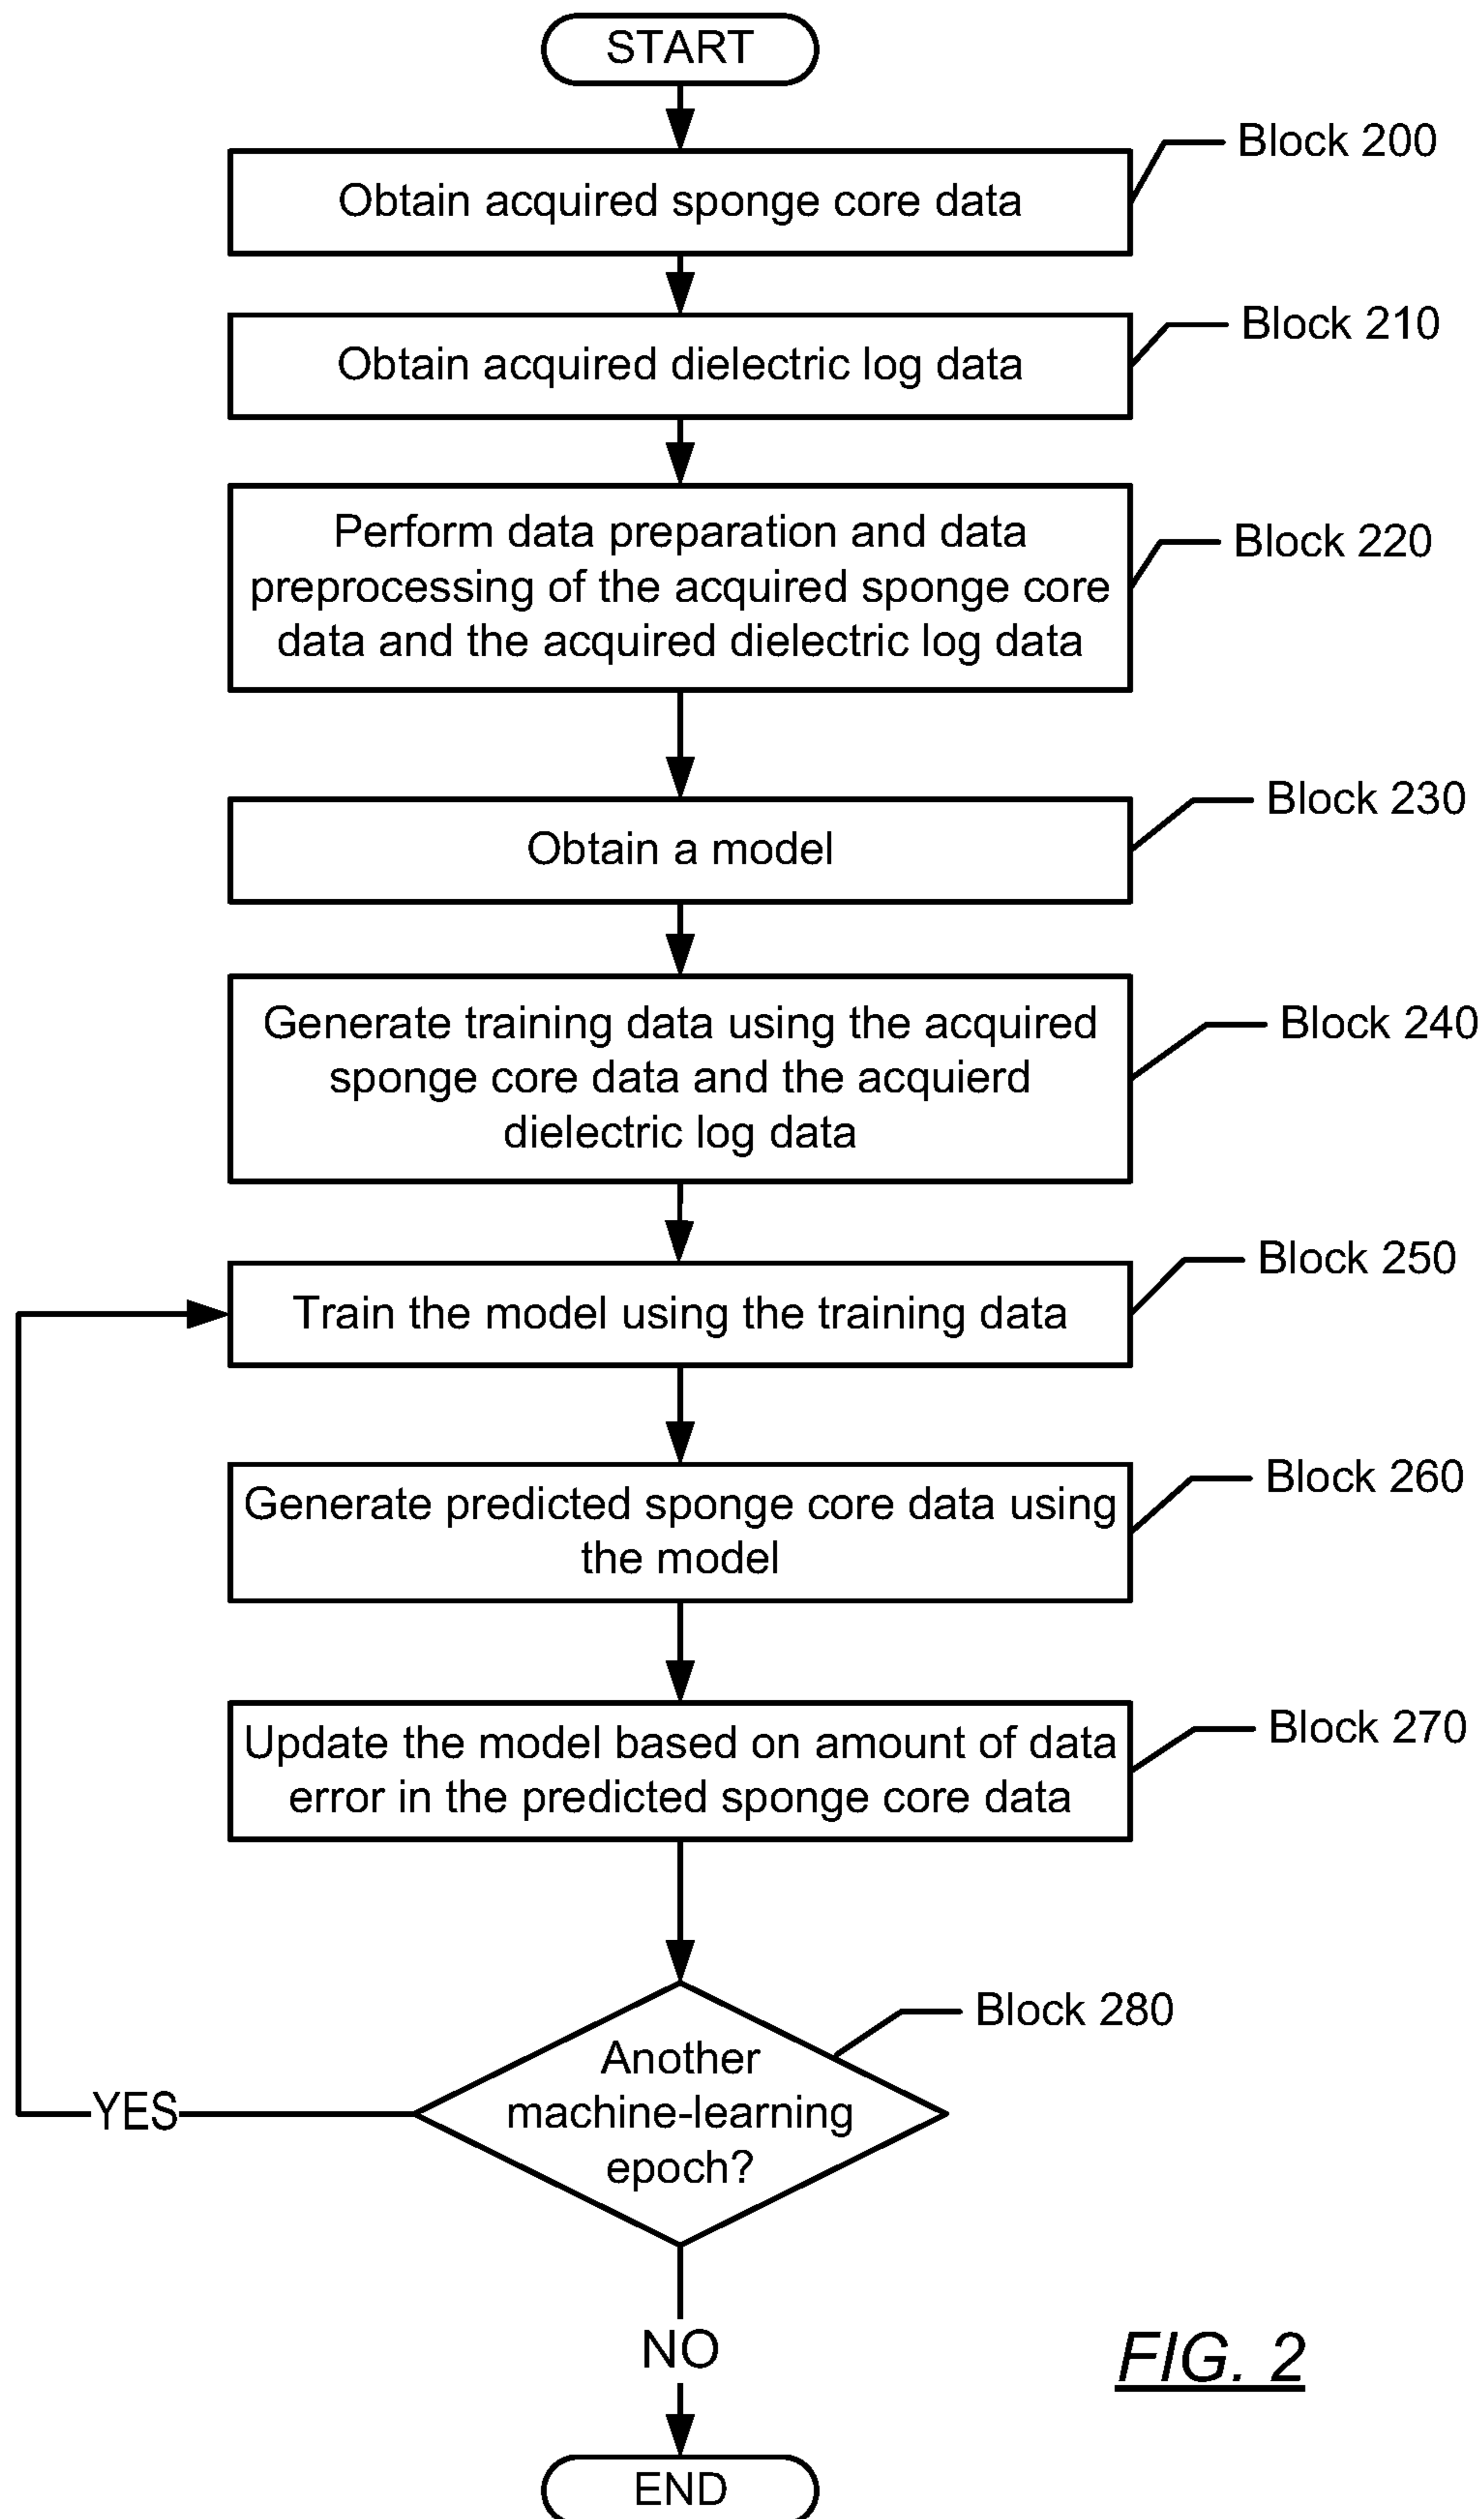 START
Block 200
Obtain acquired sponge core data
Block 210
Obtain acquired dielectric log data
Block 220
Perform data preparation and data
preprocessing of the acquired sponge core
data and the acquired dielectric log data
Block 230
Obtain a model
Block 240
Generate training data using the acquired
sponge core data and the acquierd
dielectric log data
Block 250
Train the model using the training data
Block 260
Generate predicted sponge core data using
the model
Block 270
Update the model based on amount of data
error in the predicted sponge core data
Block 280
Another
machine-learning
epoch?
YES
NO
FIG. 2
END